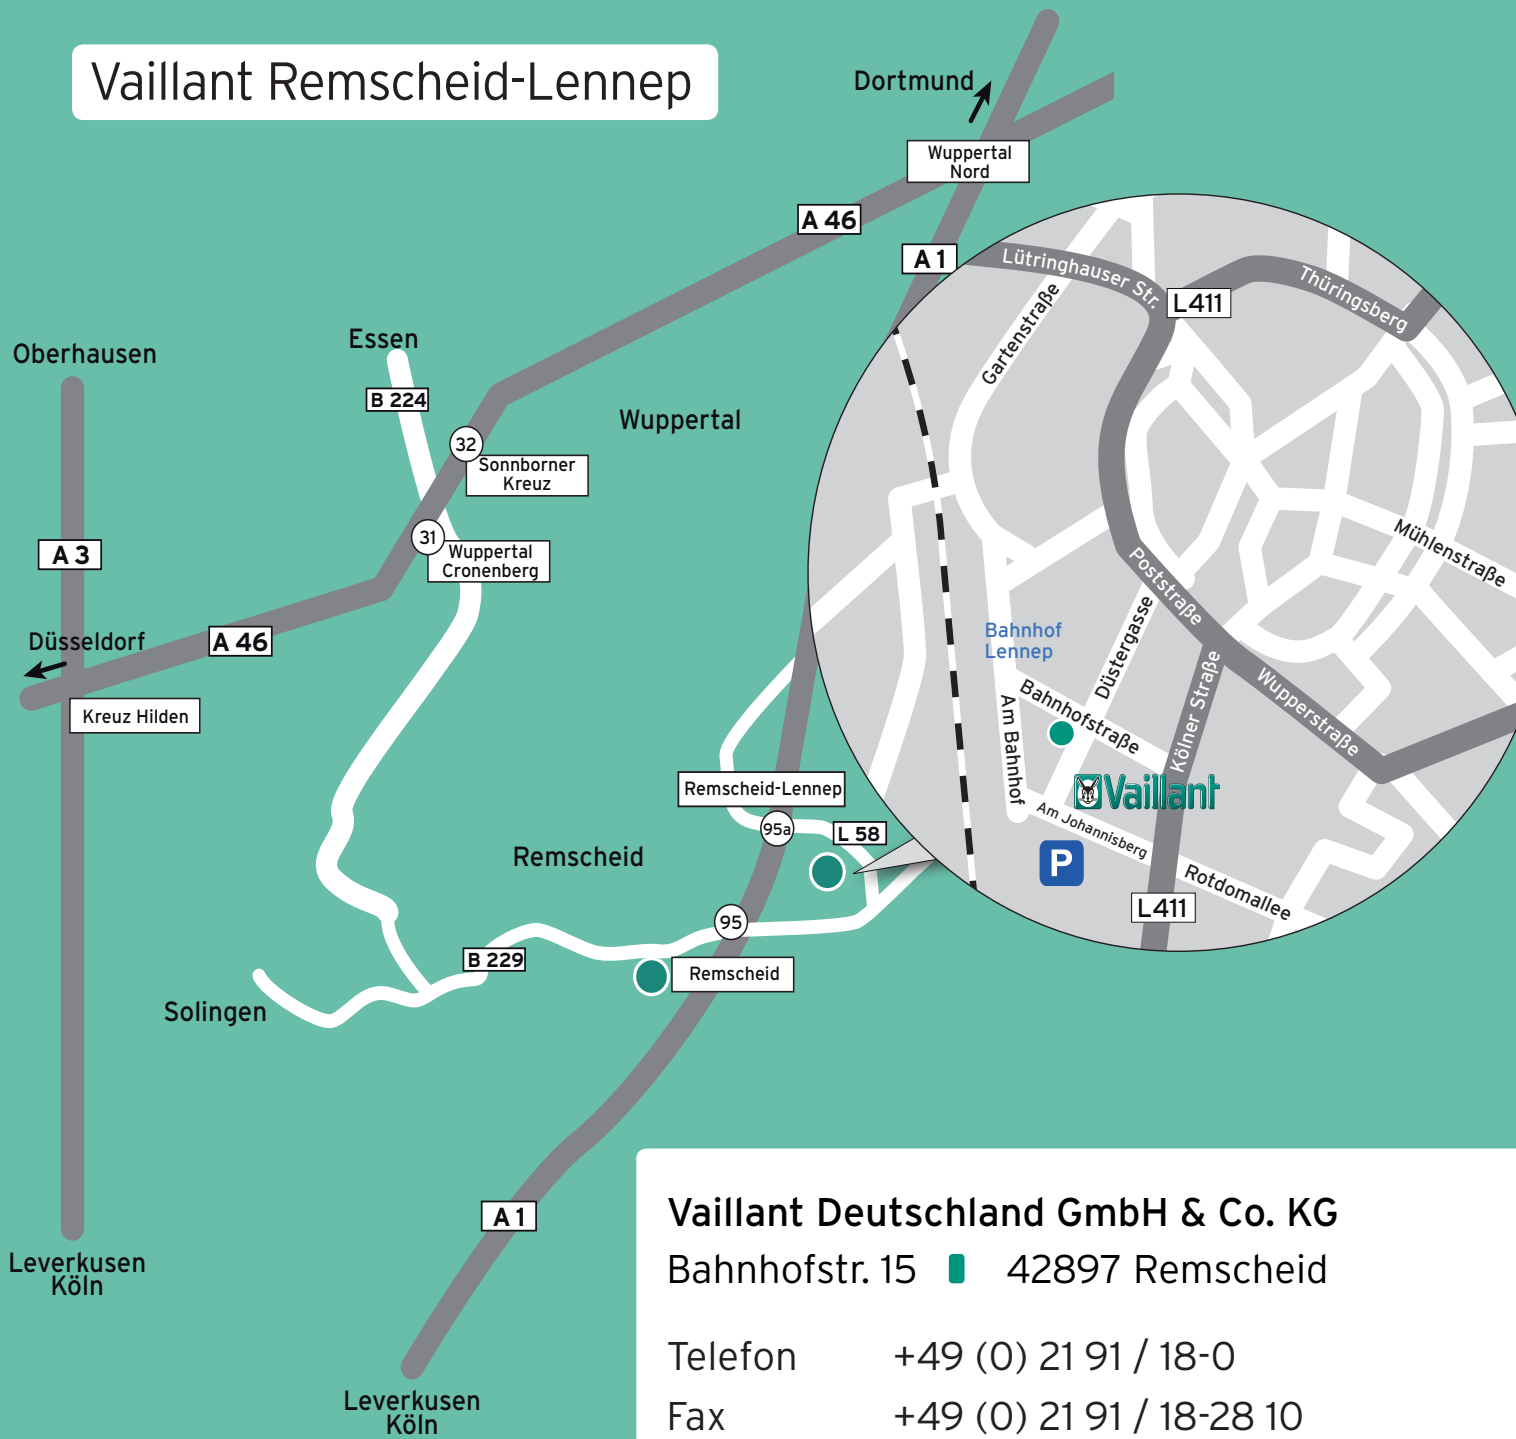 Vaillant Remscheid-Lennep
Dortmund
Wuppertal
Nord
A 46
A 1
Lütringhauser Str.
L411
Thüringsberg
Gartenstraße
Essen
Oberhausen
B 224
Wuppertal
32
Sonnborner
Kreuz
31
Wuppertal
Cronenberg
A 3
Mühlenstraße
Poststraße
Düsseldorf
A 46
Bahnhof
Lennep
Düstergasse
Kreuz Hilden
Bahnhofstraße
Am Bahnhof
Kölner Straße
Wupperstraße
Remscheid-Lennep
Vaillant
95a
L 58
Am Johannisberg
Remscheid
P
Rotdomallee
L411
95
B 229
Remscheid
Solingen
A 1
Leverkusen
Köln
Leverkusen
Köln
Vaillant Deutschland GmbH & Co. KG
Bahnhofstr. 15 42897 Remscheid
Telefon +49 (0) 21 91 / 18-0
Fax +49 (0) 21 91 / 18-28 10